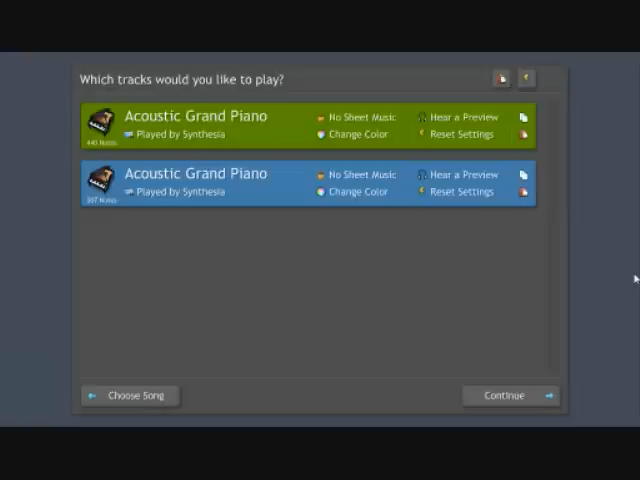 Which tracks would you like to play?
Acoustic Grand Piano
No Sheet Music
Hear a Preview
Played by Synthesia
Change Color
Reset Settings
Acoustic Grand Piano
No Sheet Music
Hear a Preview
Played by Synthesia
Change Color
Reset Settings
Notes
Choose Song
Continue